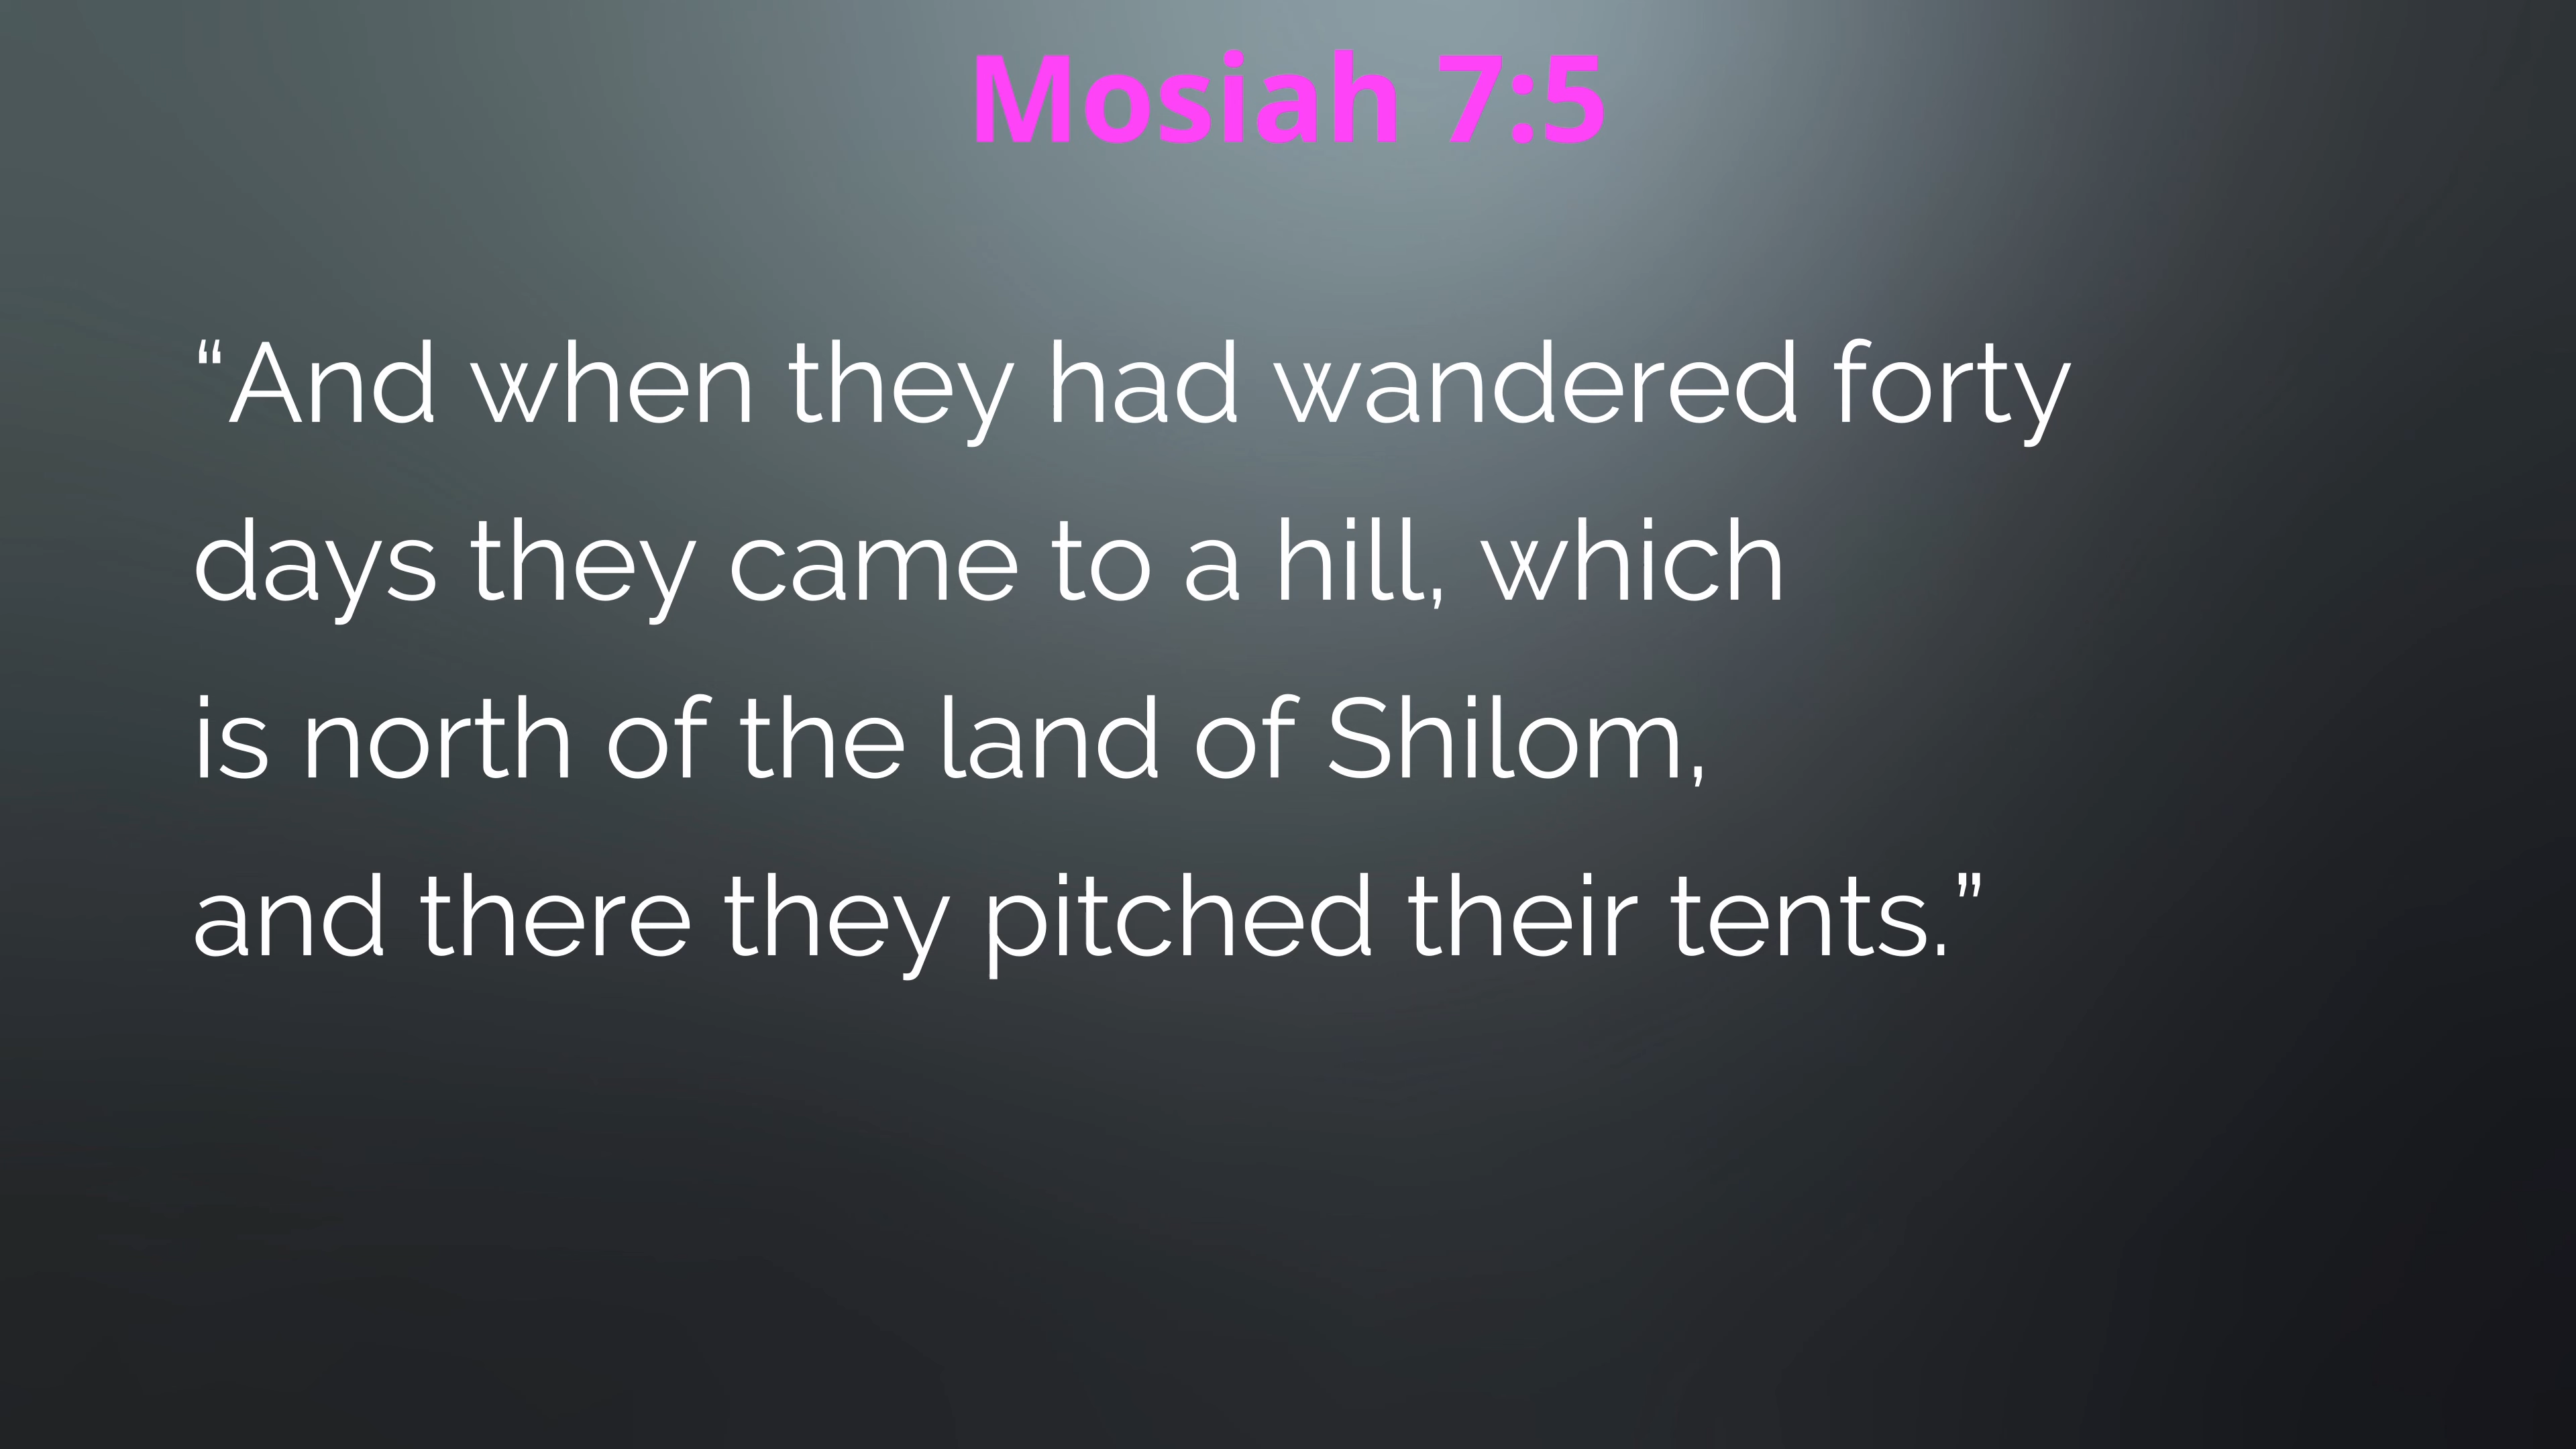 Mosiah 7:5
“And when they had wandered forty
days they came to a hill, which
is north of the land of Shilom,
and there they pitched their tents.”